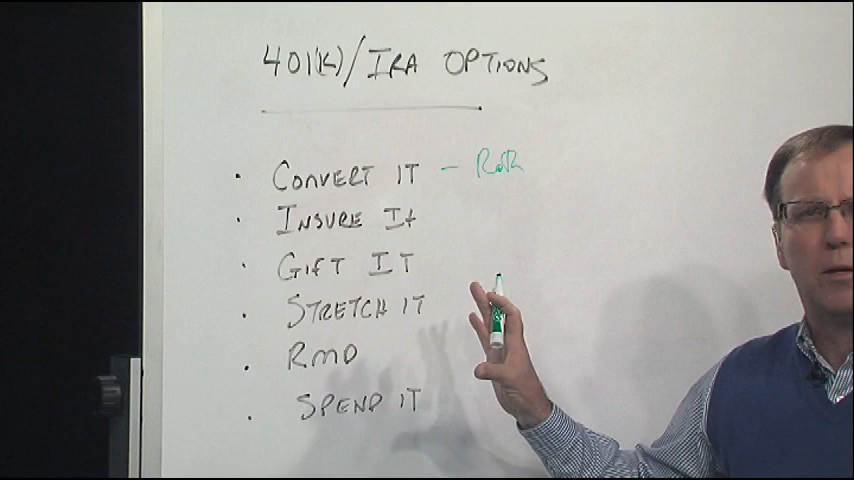 401(K)/IRA OPTIONS
• CONVERT IT - Roth
• INSURE It
• GIFT IT
• STRETCH IT
• RMD
• SPEND IT